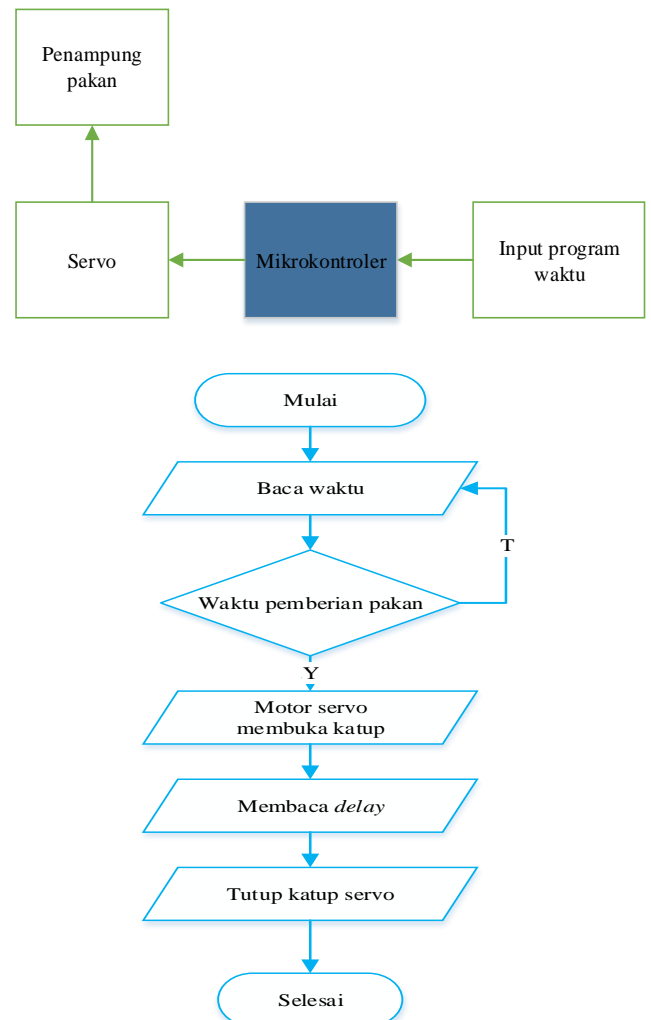 Penampung
pakan
Servo
Mikrokontroler
Input program
waktu
Mulai
Baca waktu
T
Waktu pemberian pakan
Y
Motor servo
membuka katup
Membaca delay
Tutup katup servo
Selesai